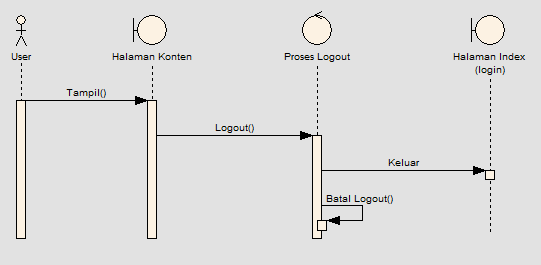 User
Halaman Konten
Proses Logout
Halaman Index
(login)
Tampil()
Logout()
Keluar
Batal Logout()